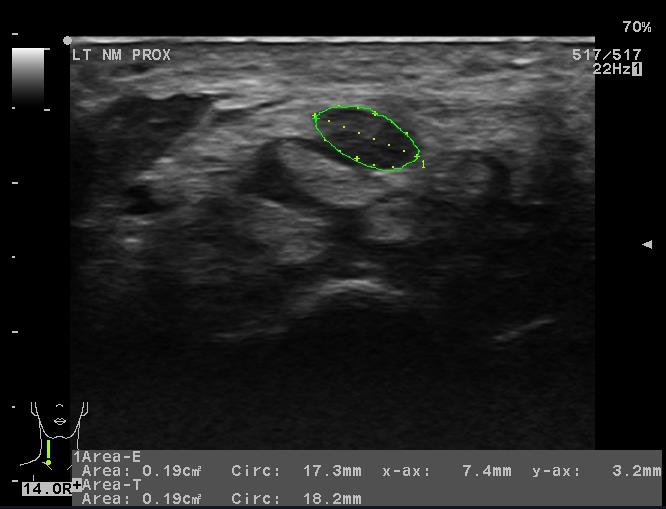 70%
LT NM PROX
517/517
22Hz1
1
1Area-E
Area: 0.19cm² Circ: 17.3mm x-ax: 7.4mm y-ax: 3.2mm
+Area-T
Area: 0.19cm² Circ: 18.2mm
14.0R